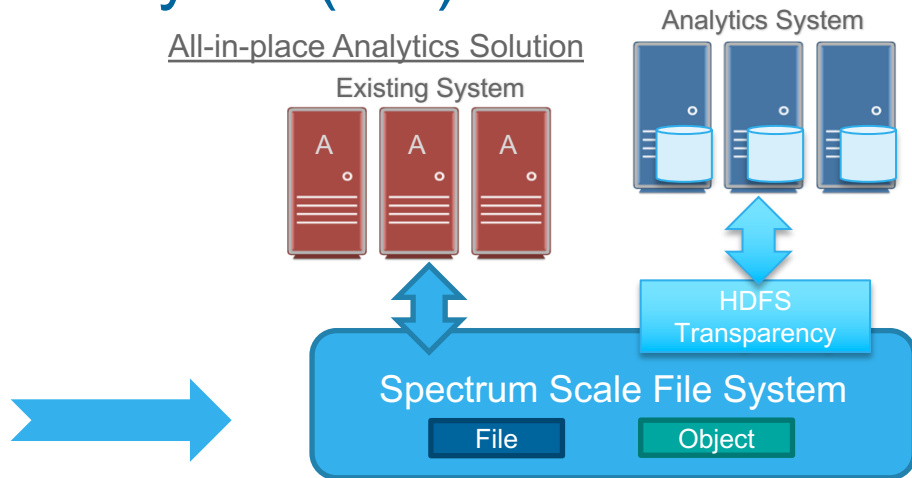 Analytics System
All-in-place Analytics Solution
Existing System
A A A
HDFS
Transparency
Spectrum Scale File System
File Object